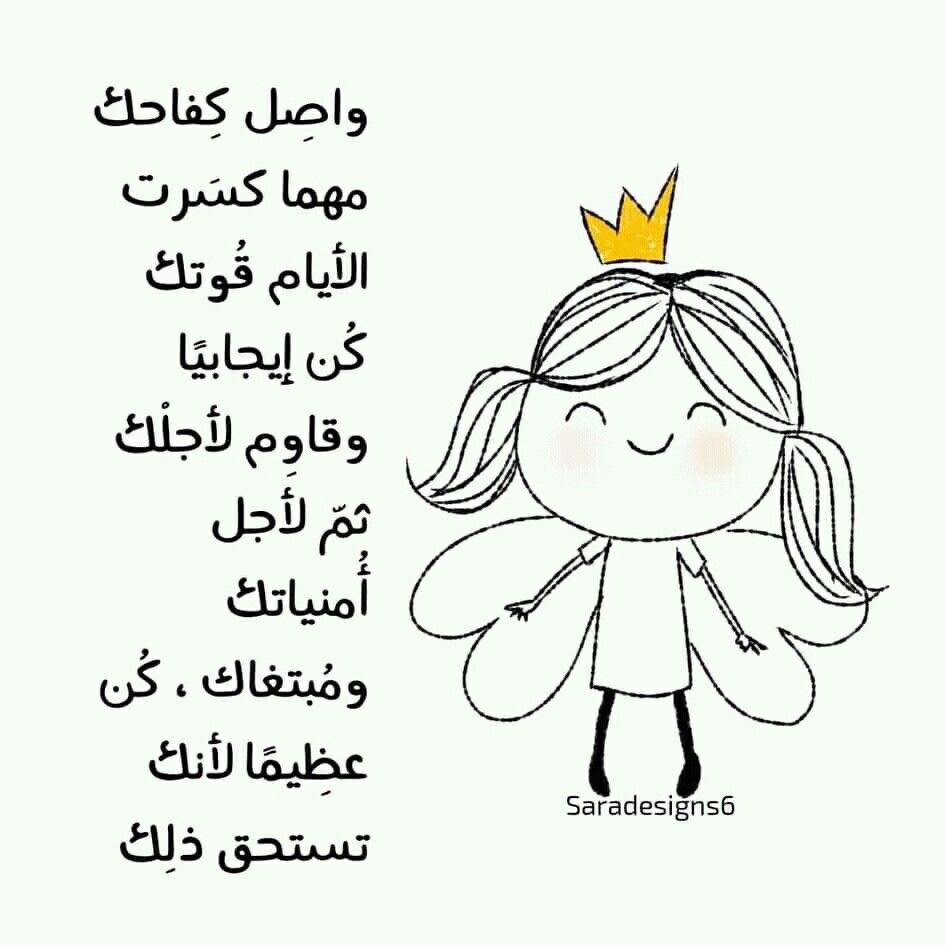 واصِل كِفاحك
مهما كسَرت
الأيام قُوتك
كُن إيجابيًا
وقاوِم لأجلْك
ثمّ لأجل
أُمنياتك
ومُبتغاك ، كُن
عظِيمًا لأنك
تستحق ذلِك
Saradesigns6